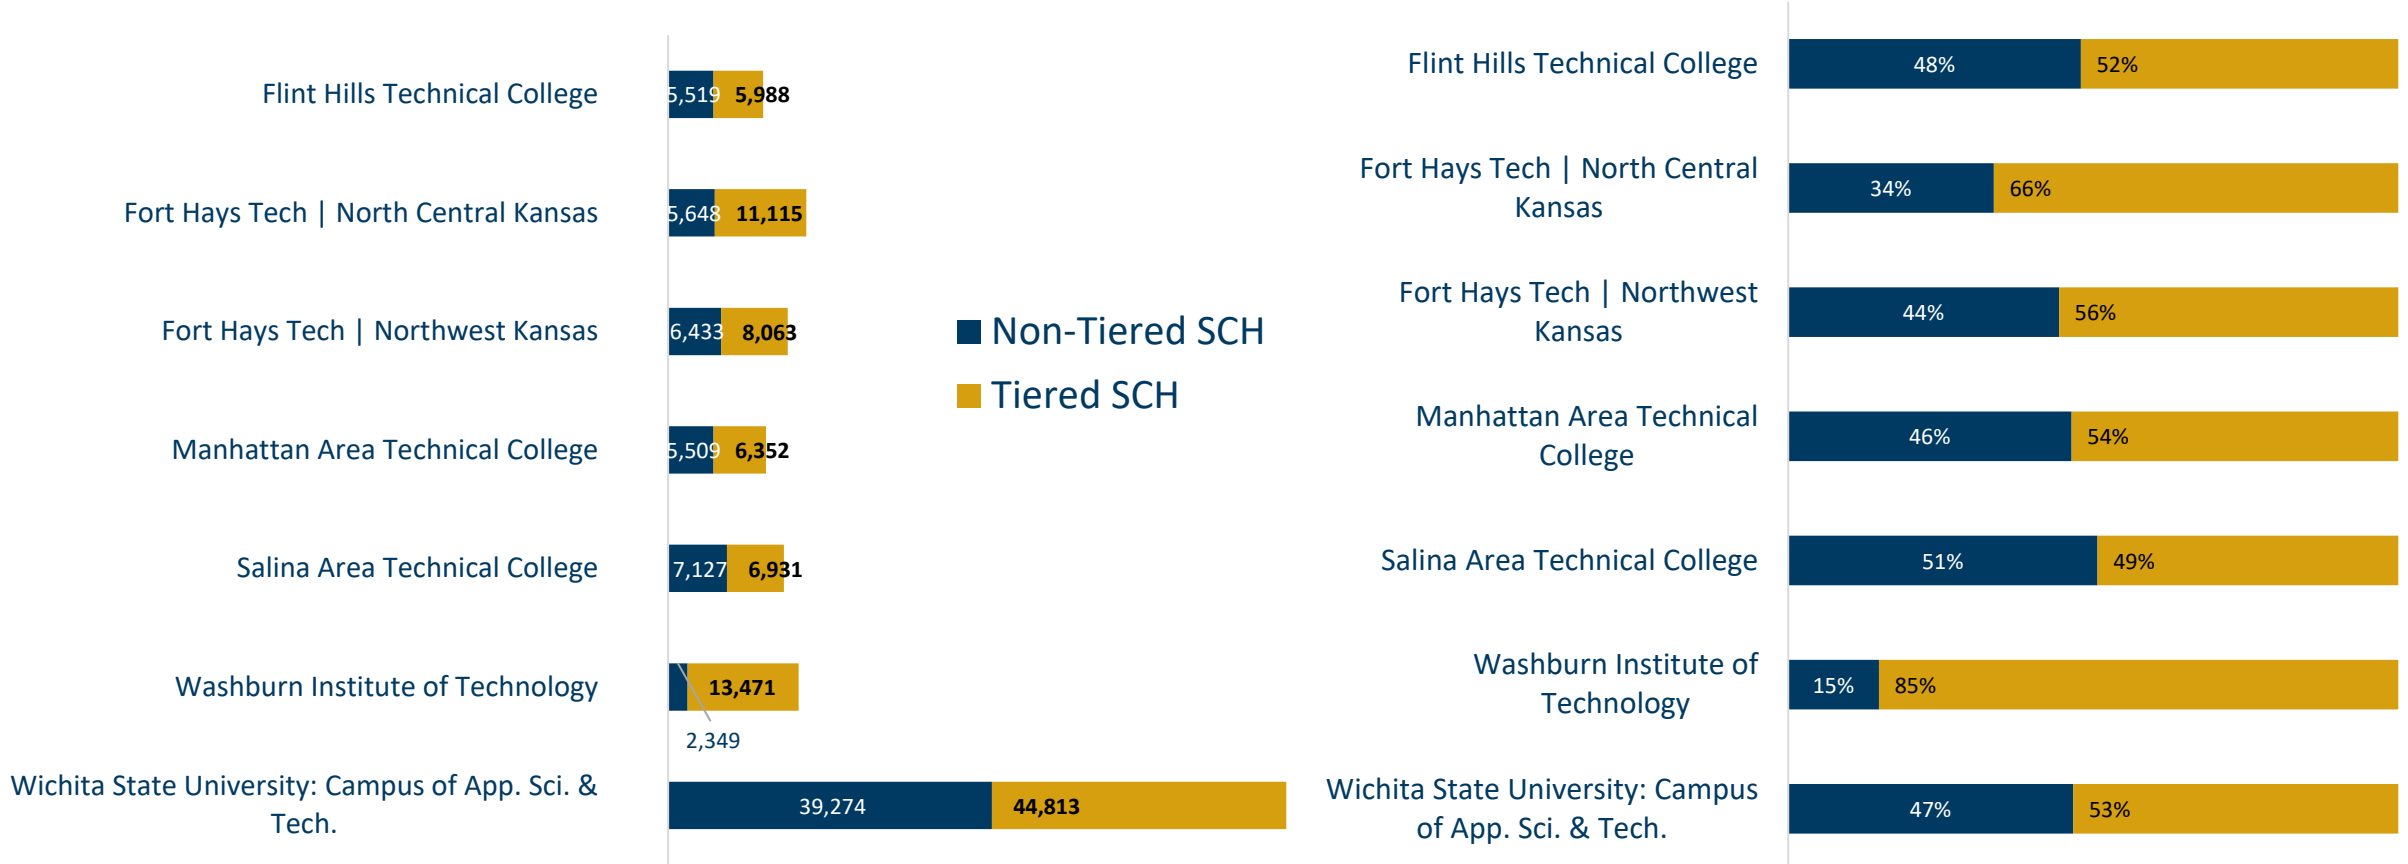 Flint Hills Technical College
5,519 5,988
Fort Hays Tech | North Central Kansas
5,648 11,115
Fort Hays Tech | Northwest Kansas
6,433 8,063
Manhattan Area Technical College
5,509 6,352
Salina Area Technical College
7,127 6,931
Washburn Institute of Technology
13,471
2,349
Wichita State University: Campus of App. Sci. &
Tech.
39,274 44,813
Non-Tiered SCH
Tiered SCH
Flint Hills Technical College
48% 52%
Fort Hays Tech | North Central
Kansas
34% 66%
Fort Hays Tech | Northwest
Kansas
44% 56%
Manhattan Area Technical
College
46% 54%
Salina Area Technical College
51% 49%
Washburn Institute of
Technology
15% 85%
Wichita State University: Campus
of App. Sci. & Tech.
47% 53%